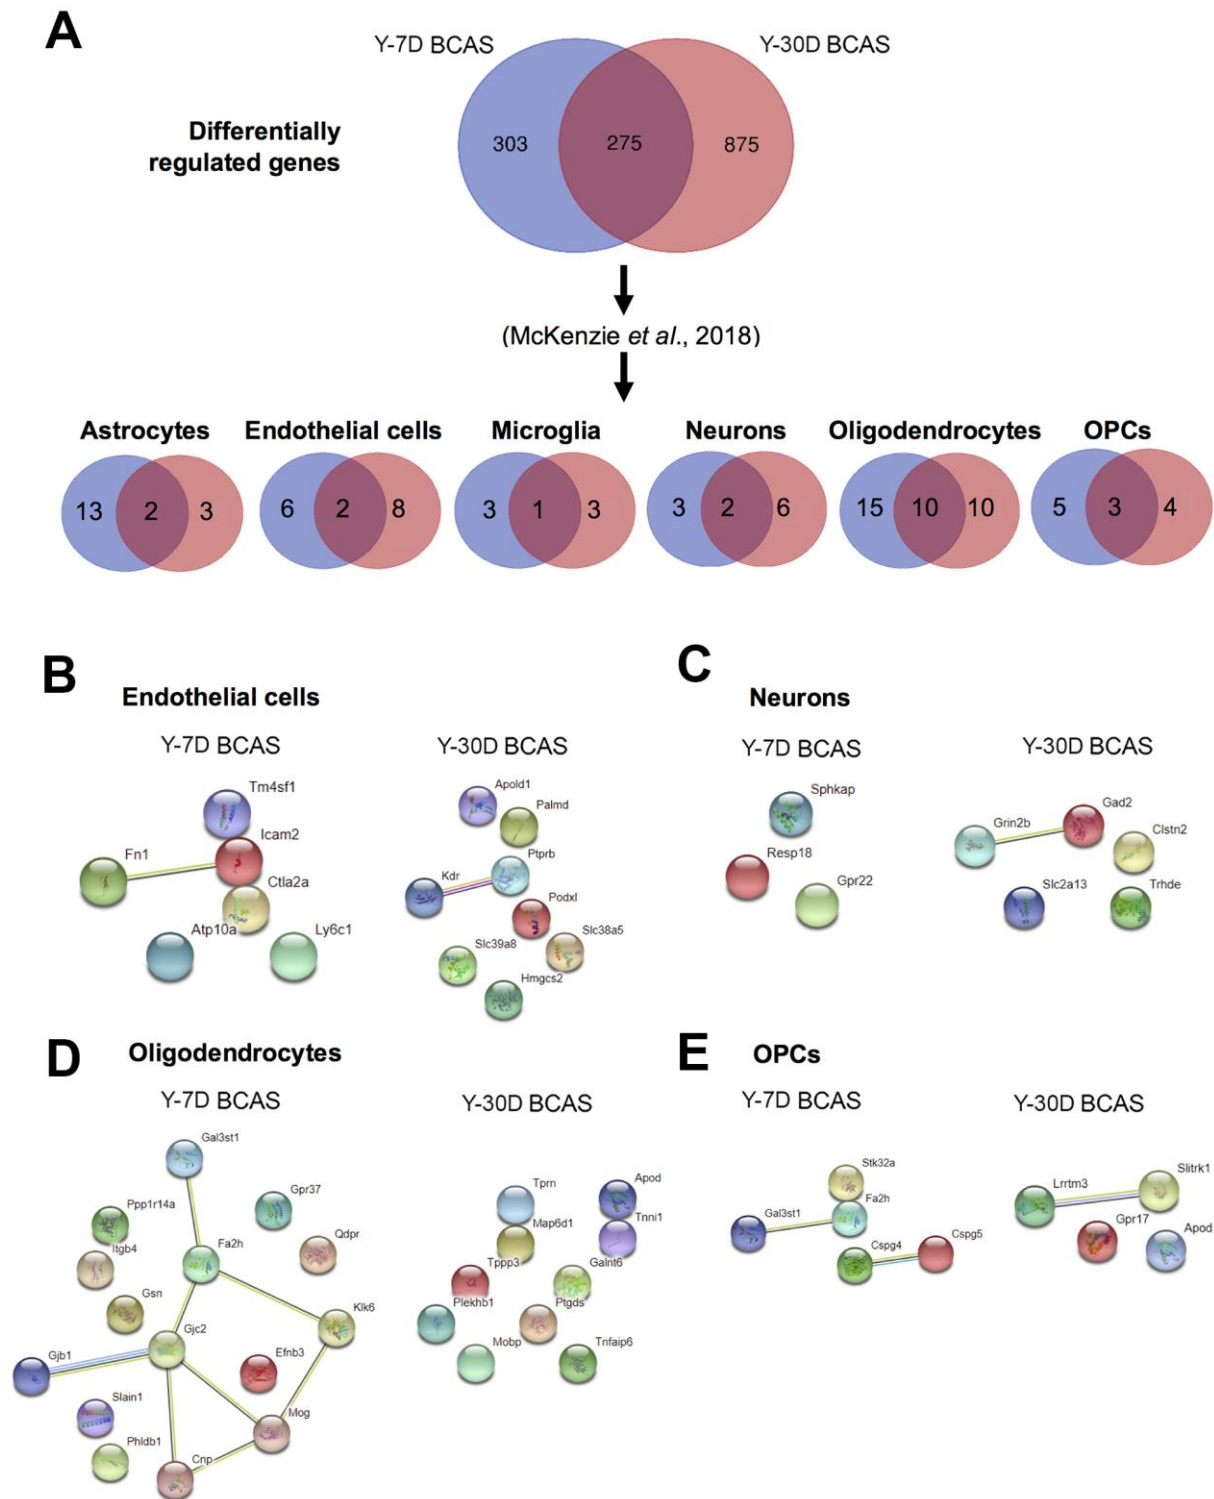 A
Y-7D BCAS
Y-30D BCAS
Differentially
regulated genes
303
275
875
(McKenzie et al., 2018)
Astrocytes
Endothelial cells
Microglia
Neurons
Oligodendrocytes
OPCs
13 2 3
6 2 8
3 1 3
3 2 6
15 10 10
5 3 4
B
Endothelial cells
Y-7D BCAS
Tm4sf1
Icam2
Fn1
Ctla2a
Atp10a
Ly6c1
Y-30D BCAS
Apold1
Palmd
Ptprb
Kdr
Podxl
Slc38a5
Slc39a8
Hmgcs2
C
Neurons
Y-7D BCAS
Sphkap
Resp18
Gpr22
Y-30D BCAS
Gad2
Grin2b
Clstn2
Slc2a13
Trhde
D
Oligodendrocytes
Y-7D BCAS
Gal3st1
Ppp1r14a
Gpr37
Itgb4
Fa2h
Qdpr
Gsn
Klk6
Gjc2
Gjb1
Efnb3
Slain1
Mog
Phldb1
Cnp
Y-30D BCAS
Tprn
Apod
Map6d1
Tnni1
Tppp3
Galnt6
Plekhb1
Ptgds
Mobp
Tnfaip6
E
OPCs
Y-7D BCAS
Stk32a
Fa2h
Gal3st1
Cspg4
Cspg5
Y-30D BCAS
Slitrk1
Lrrtm3
Gpr17
Apod